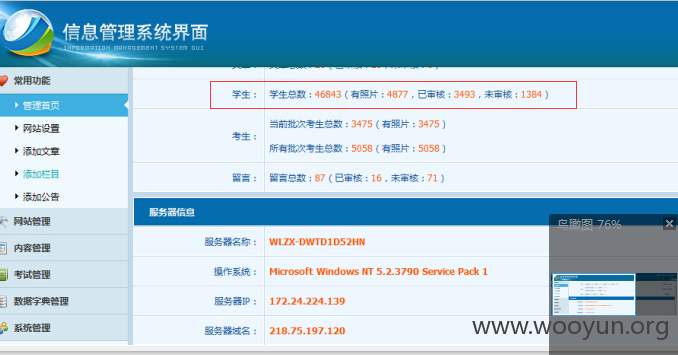 信息管理系统界面
INFORMATION MANAGEMENT SYSTEM GUI
常用功能
管理首页
网站设置
添加文章
添加栏目
添加公告
网站管理
内容管理
考试管理
数据字典管理
系统管理
学生： 学生总数：46843 ( 有照片：4877，已审核：3493，未审核：1384 )
考生： 当前批次考生总数：3475 ( 有照片：3475 )
所有批次考生总数：5058 ( 有照片：5058 )
留言： 留言总数：87 ( 已审核：16，未审核：71 )
服务器信息
服务器名称： WLZX-DWTD1D52HN
操作系统： Microsoft Windows NT 5.2.3790 Service Pack 1
服务器IP： 172.24.224.139
服务器域名： 218.75.197.120
鸟瞰图 76%
www.wooyun.org